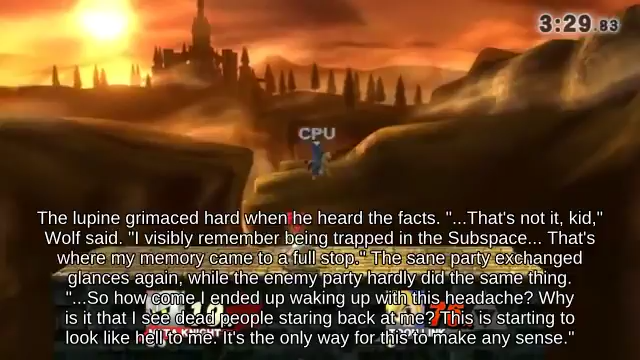 3:29.83
CPU
The lupine grimaced hard when he heard the facts. "...That's not it, kid,"
Wolf said. "I visibly remember being trapped in the Subspace... That's
where my memory came to a full stop." The sane party exchanged
glances again, while the enemy party hardly did the same thing.
"...So how come I ended up waking up with this headache? Why
is it that I see dead people staring back at me? This is starting to
look like hell to me. It's the only way for this to make any sense."
KNIGHT
LINK